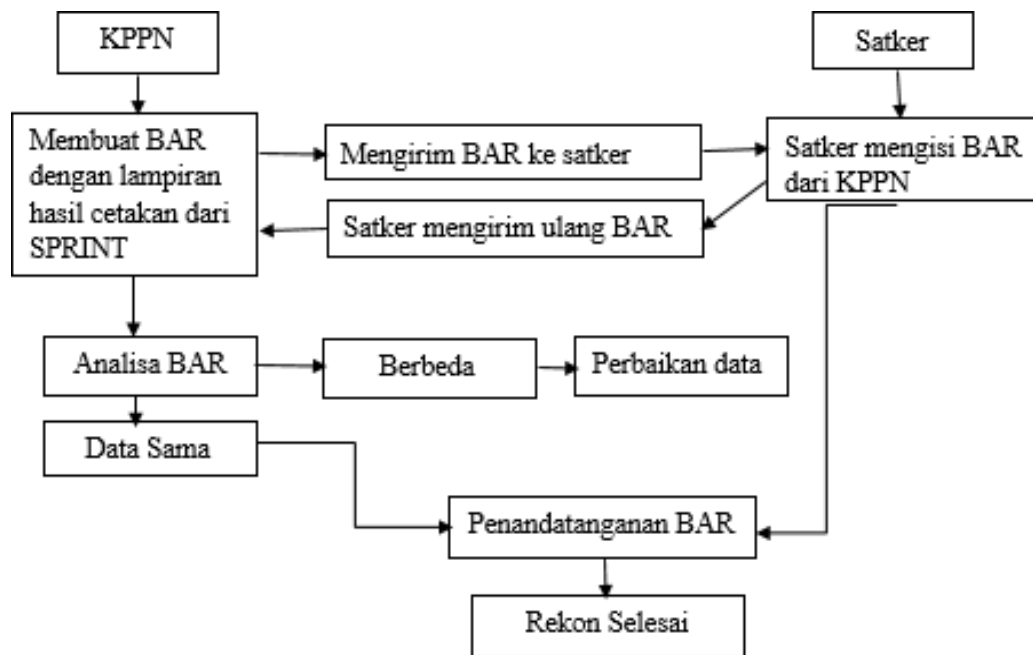 KPPN
Satker
Membuat BAR
dengan lampiran
hasil cetakan dari
SPRINT
Mengirim BAR ke satker
Satker mengisi BAR
dari KPPN
Satker mengirim ulang BAR
Analisa BAR
Berbeda
Perbaikan data
Data Sama
Penandatanganan BAR
Rekon Selesai